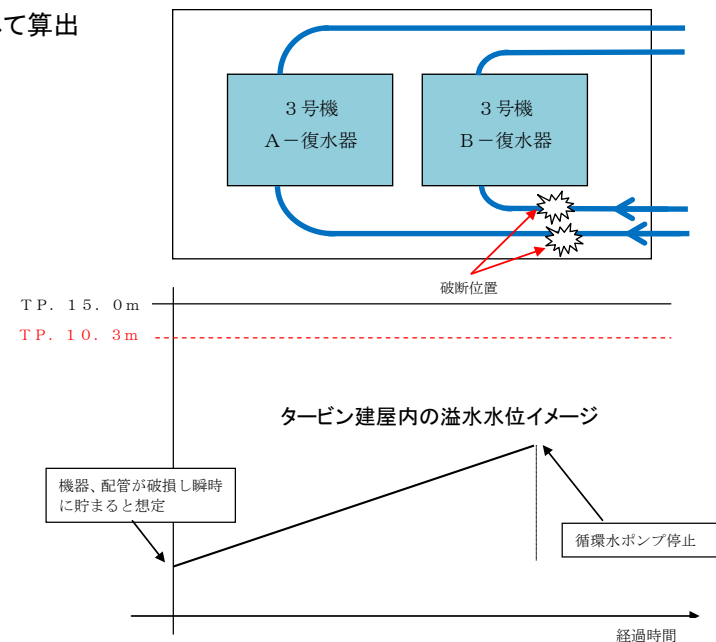 て算出
３号機
Ａ－復水器
３号機
Ｂ－復水器
破断位置
ＴＰ．１５．０ｍ
ＴＰ．１０．３ｍ
タービン建屋内の溢水水位イメージ
機器、配管が破損し瞬時
に貯まると想定
循環水ポンプ停止
経過時間